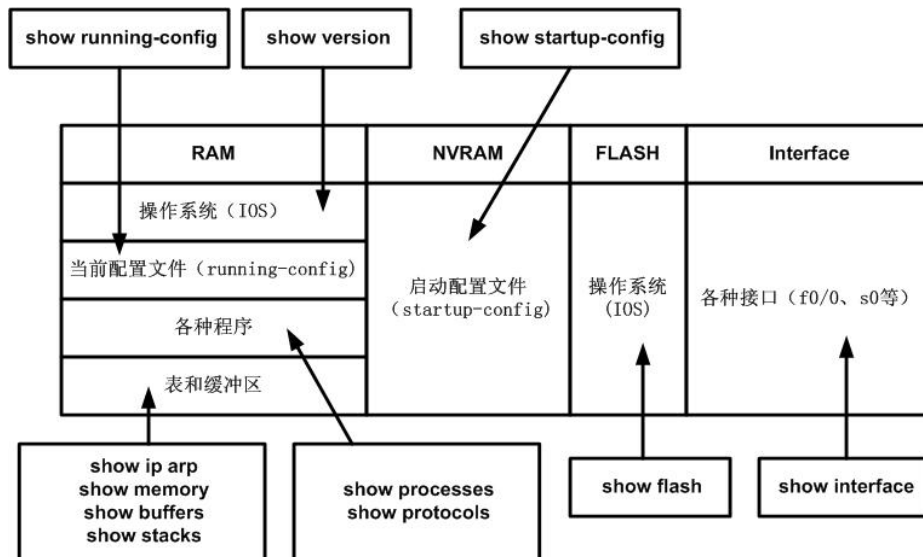 show running-config
show version
show startup-config
RAM
NVRAM
FLASH
Interface
操作系统（IOS）
当前配置文件（running-config）
各种程序
表和缓冲区
启动配置文件
（startup-config）
操作系统
(IOS)
各种接口（f0/0、s0等）
show ip arp
show memory
show buffers
show stacks
show processes
show protocols
show flash
show interface